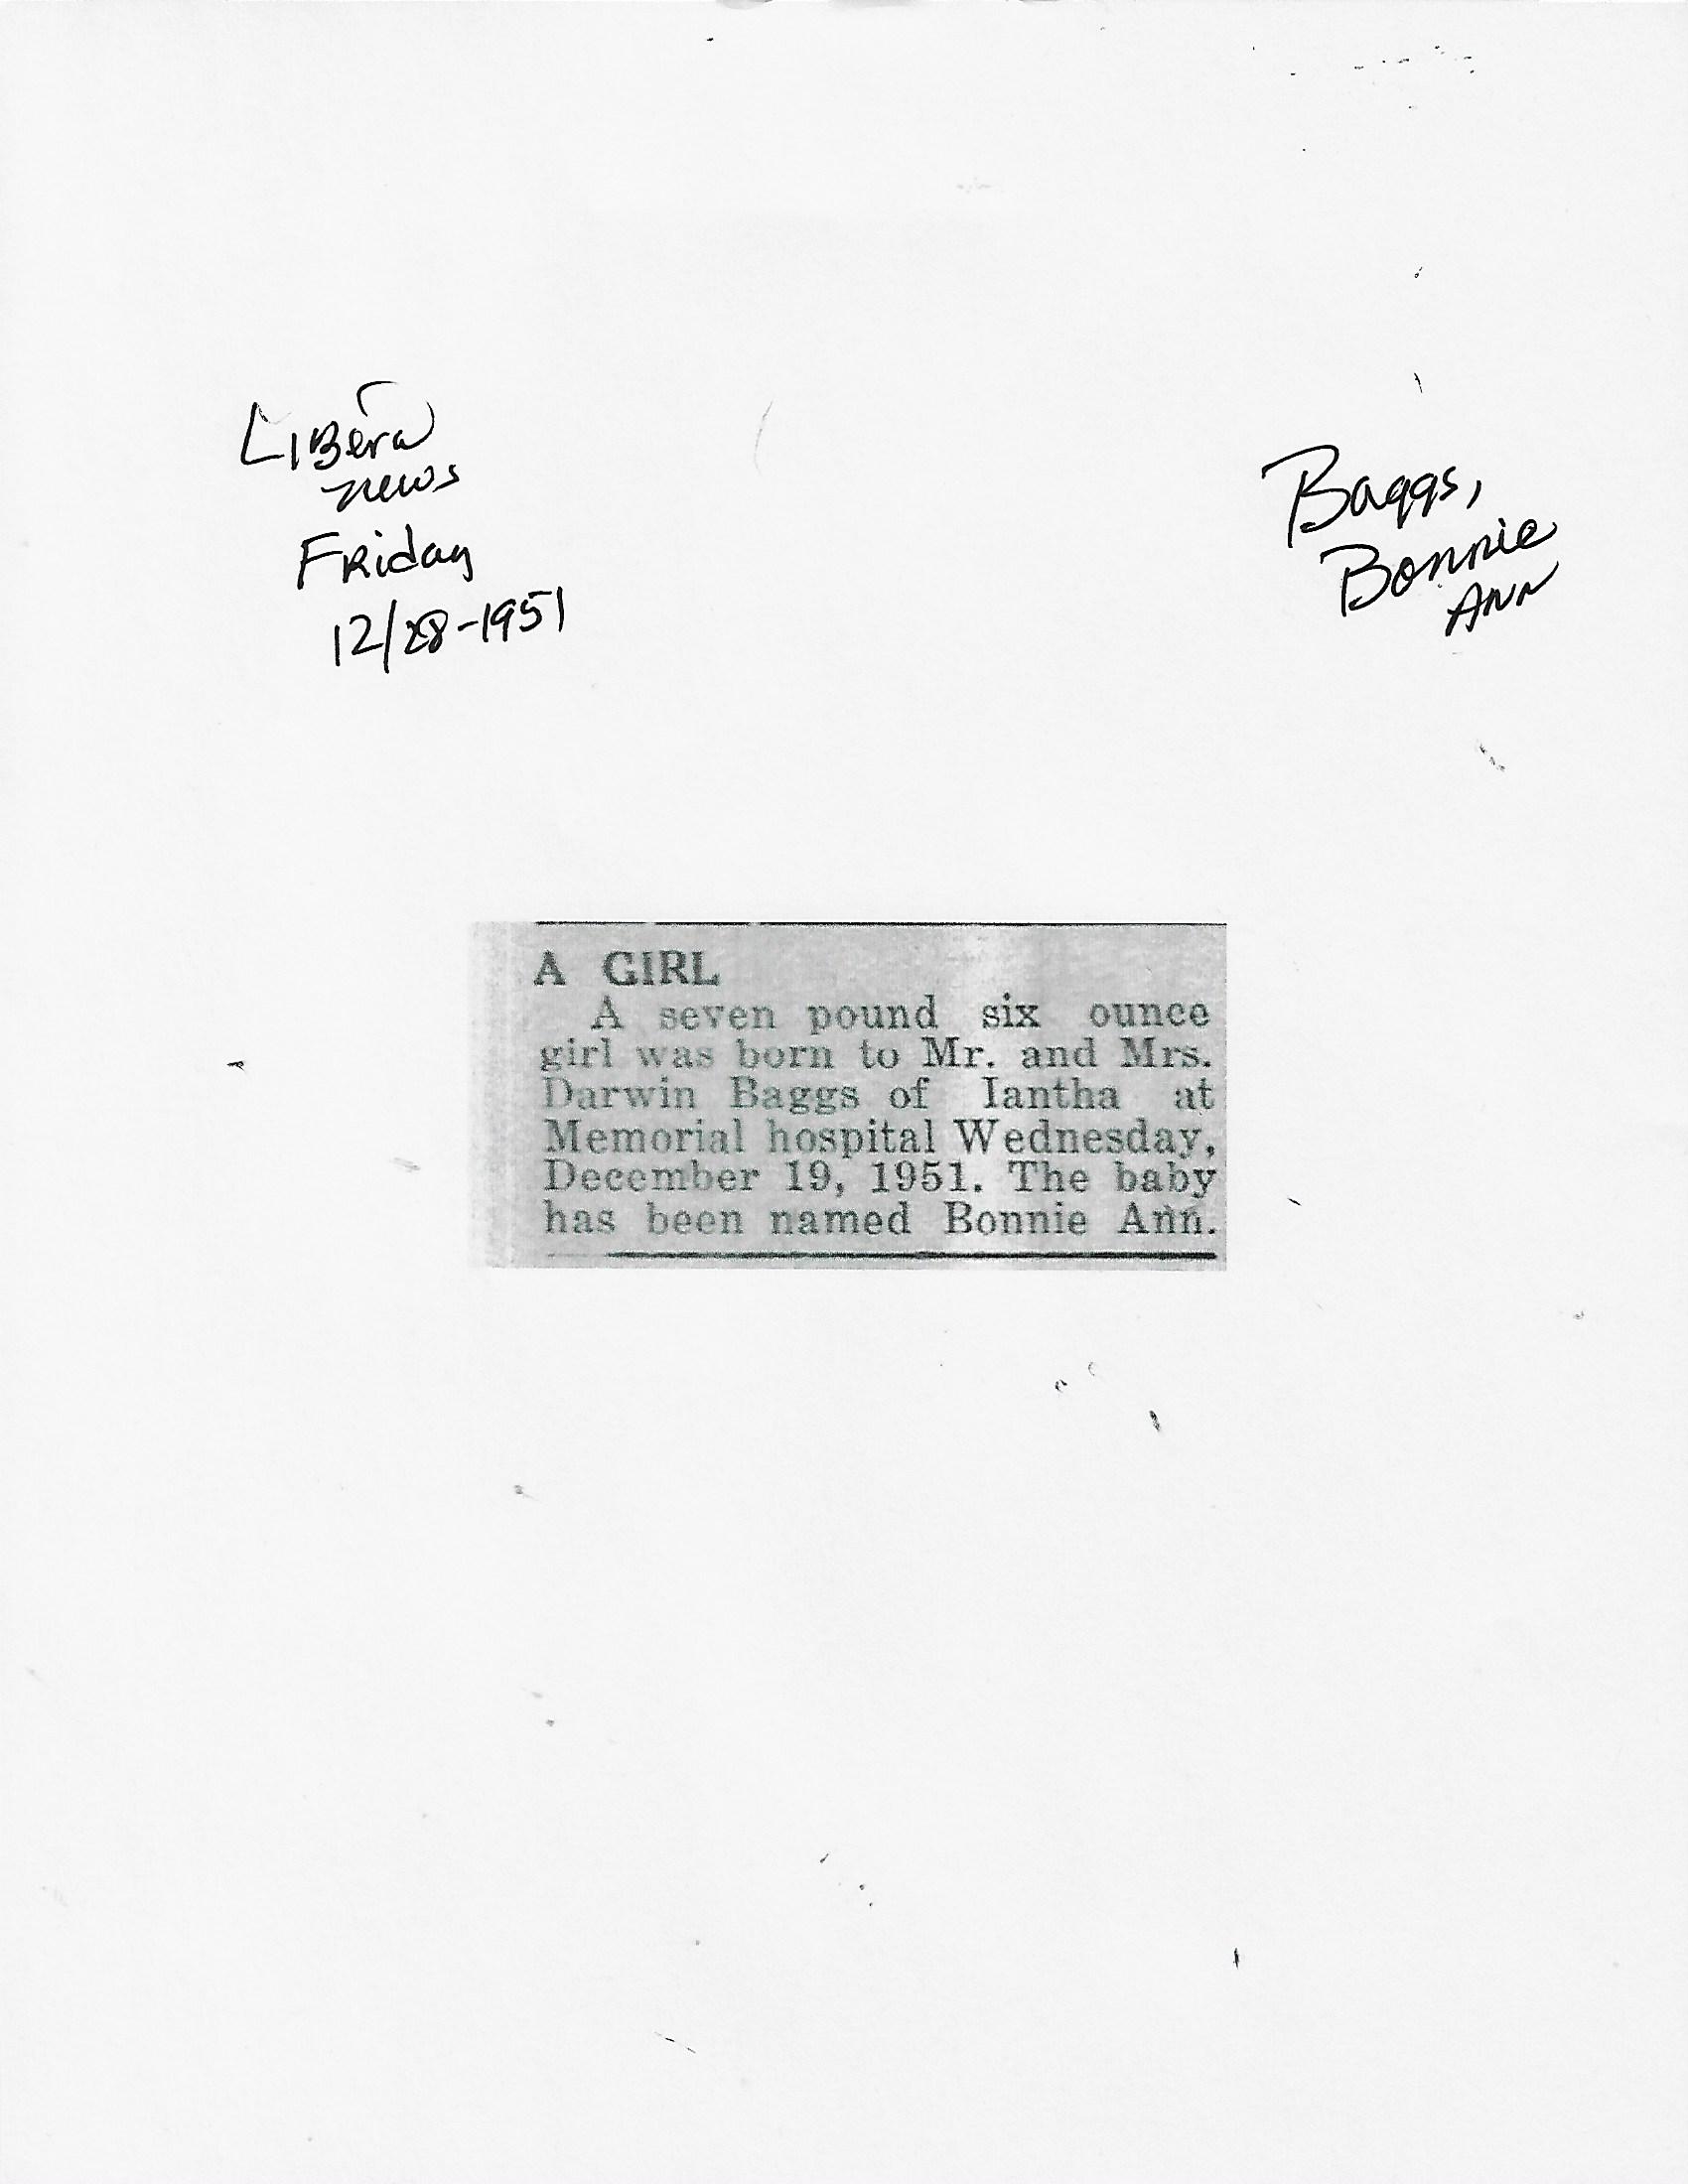 Libera
news
Friday
12/28-1951
Baggs,
Bonnie
Ann
A GIRL
A seven pound six ounce
girl was born to Mr. and Mrs.
Darwin Baggs of Iantha at
Memorial hospital Wednesday,
December 19, 1951. The baby
has been named Bonnie Ann.